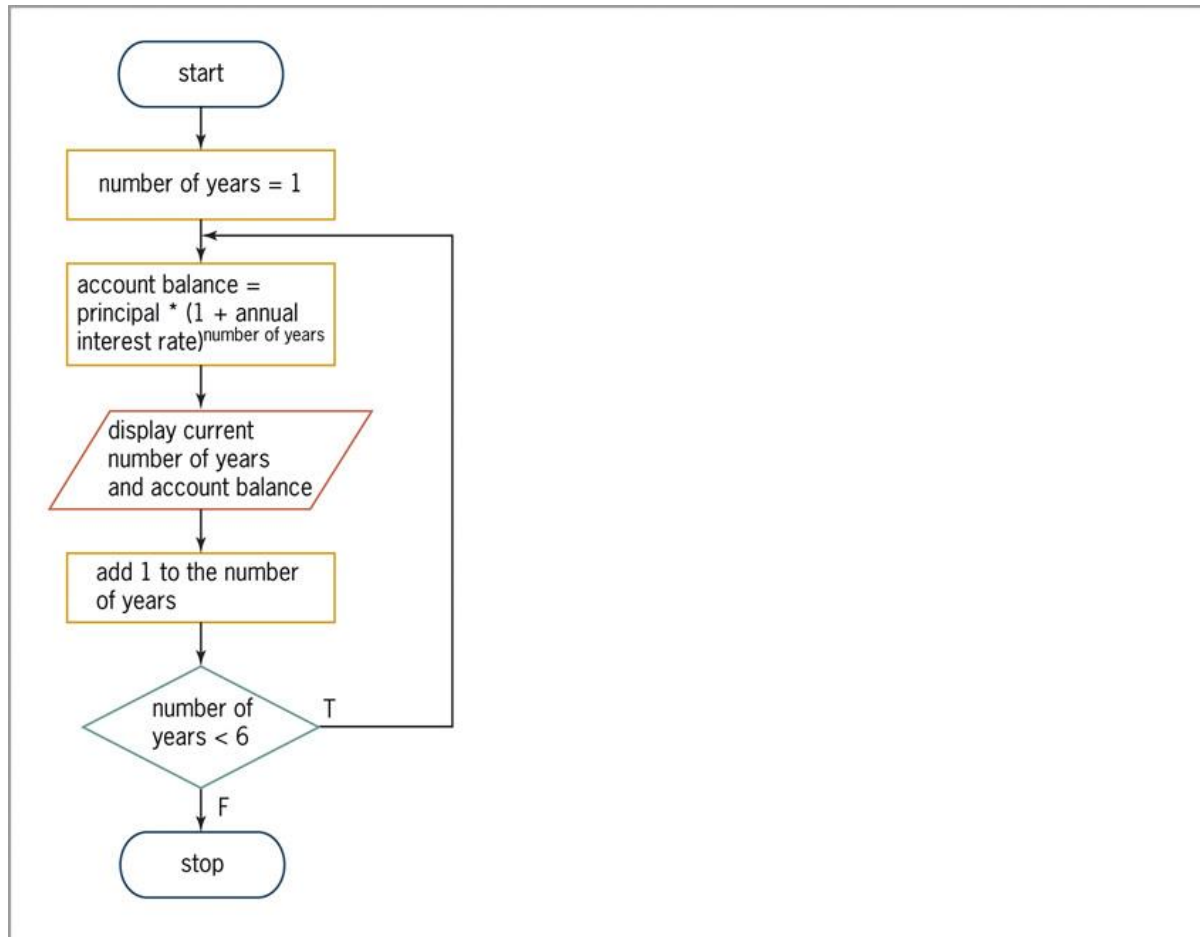 start
number of years = 1
account balance =
principal * (1 + annual
interest rate)number of years
display current
number of years
and account balance
add 1 to the number
of years
number of
years < 6
T
F
stop